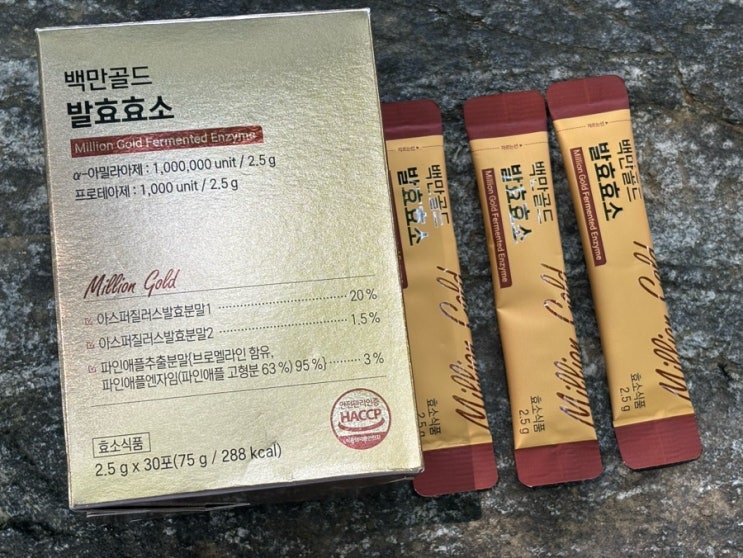 백만골드
발효효소
Million Gold Fermented Enzyme
α-아밀라아제 : 1,000,000 unit / 2.5 g
프로테아제 : 1,000 unit / 2.5 g
Million Gold
아스퍼질러스발효분말1 ········ 20 %
아스퍼질러스발효분말2 ········ 1.5 %
파인애플추출분말{브로멜라인 함유,
파인애플엔자임(파인애플 고형분 63 %) 95 %} ········ 3 %
안전관리인증
HACCP
효소식품
2.5 g x 30포(75 g / 288 kcal)
백만골드
발효효소
Million Gold Fermented Enzyme
Million Gold
효소식품
2.5 g
백만골드
발효효소
Million Gold Fermented Enzyme
Million Gold
효소식품
2.5 g
백만골드
발효효소
Million Gold Fermented Enzyme
Million Gold
효소식품
2.5 g